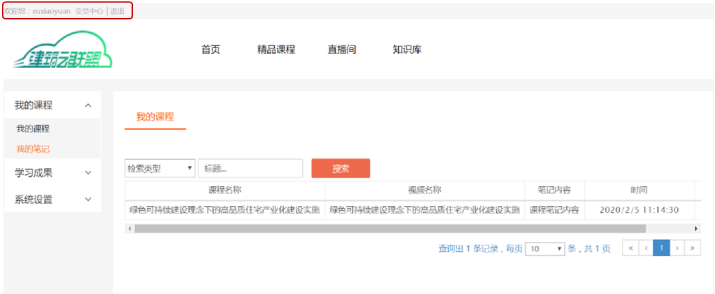 欢迎您：xuxiaoyuan 会员中心 | 退出
建筑云联盟
首页 精品课程 直播间 知识库
我的课程
我的课程
我的笔记
学习成果
系统设置
我的课程
检索类型 标题... 搜索
课程名称 视频名称 笔记内容 时间
绿色可持续建设理念下的高品质住宅产业化建设实施 绿色可持续建设理念下的高品质住宅产业化建设实施 课程笔记内容 2020/2/5 11:14:30
查询出 1 条记录，每页 10 条，共 1 页 « ‹ 1 › »